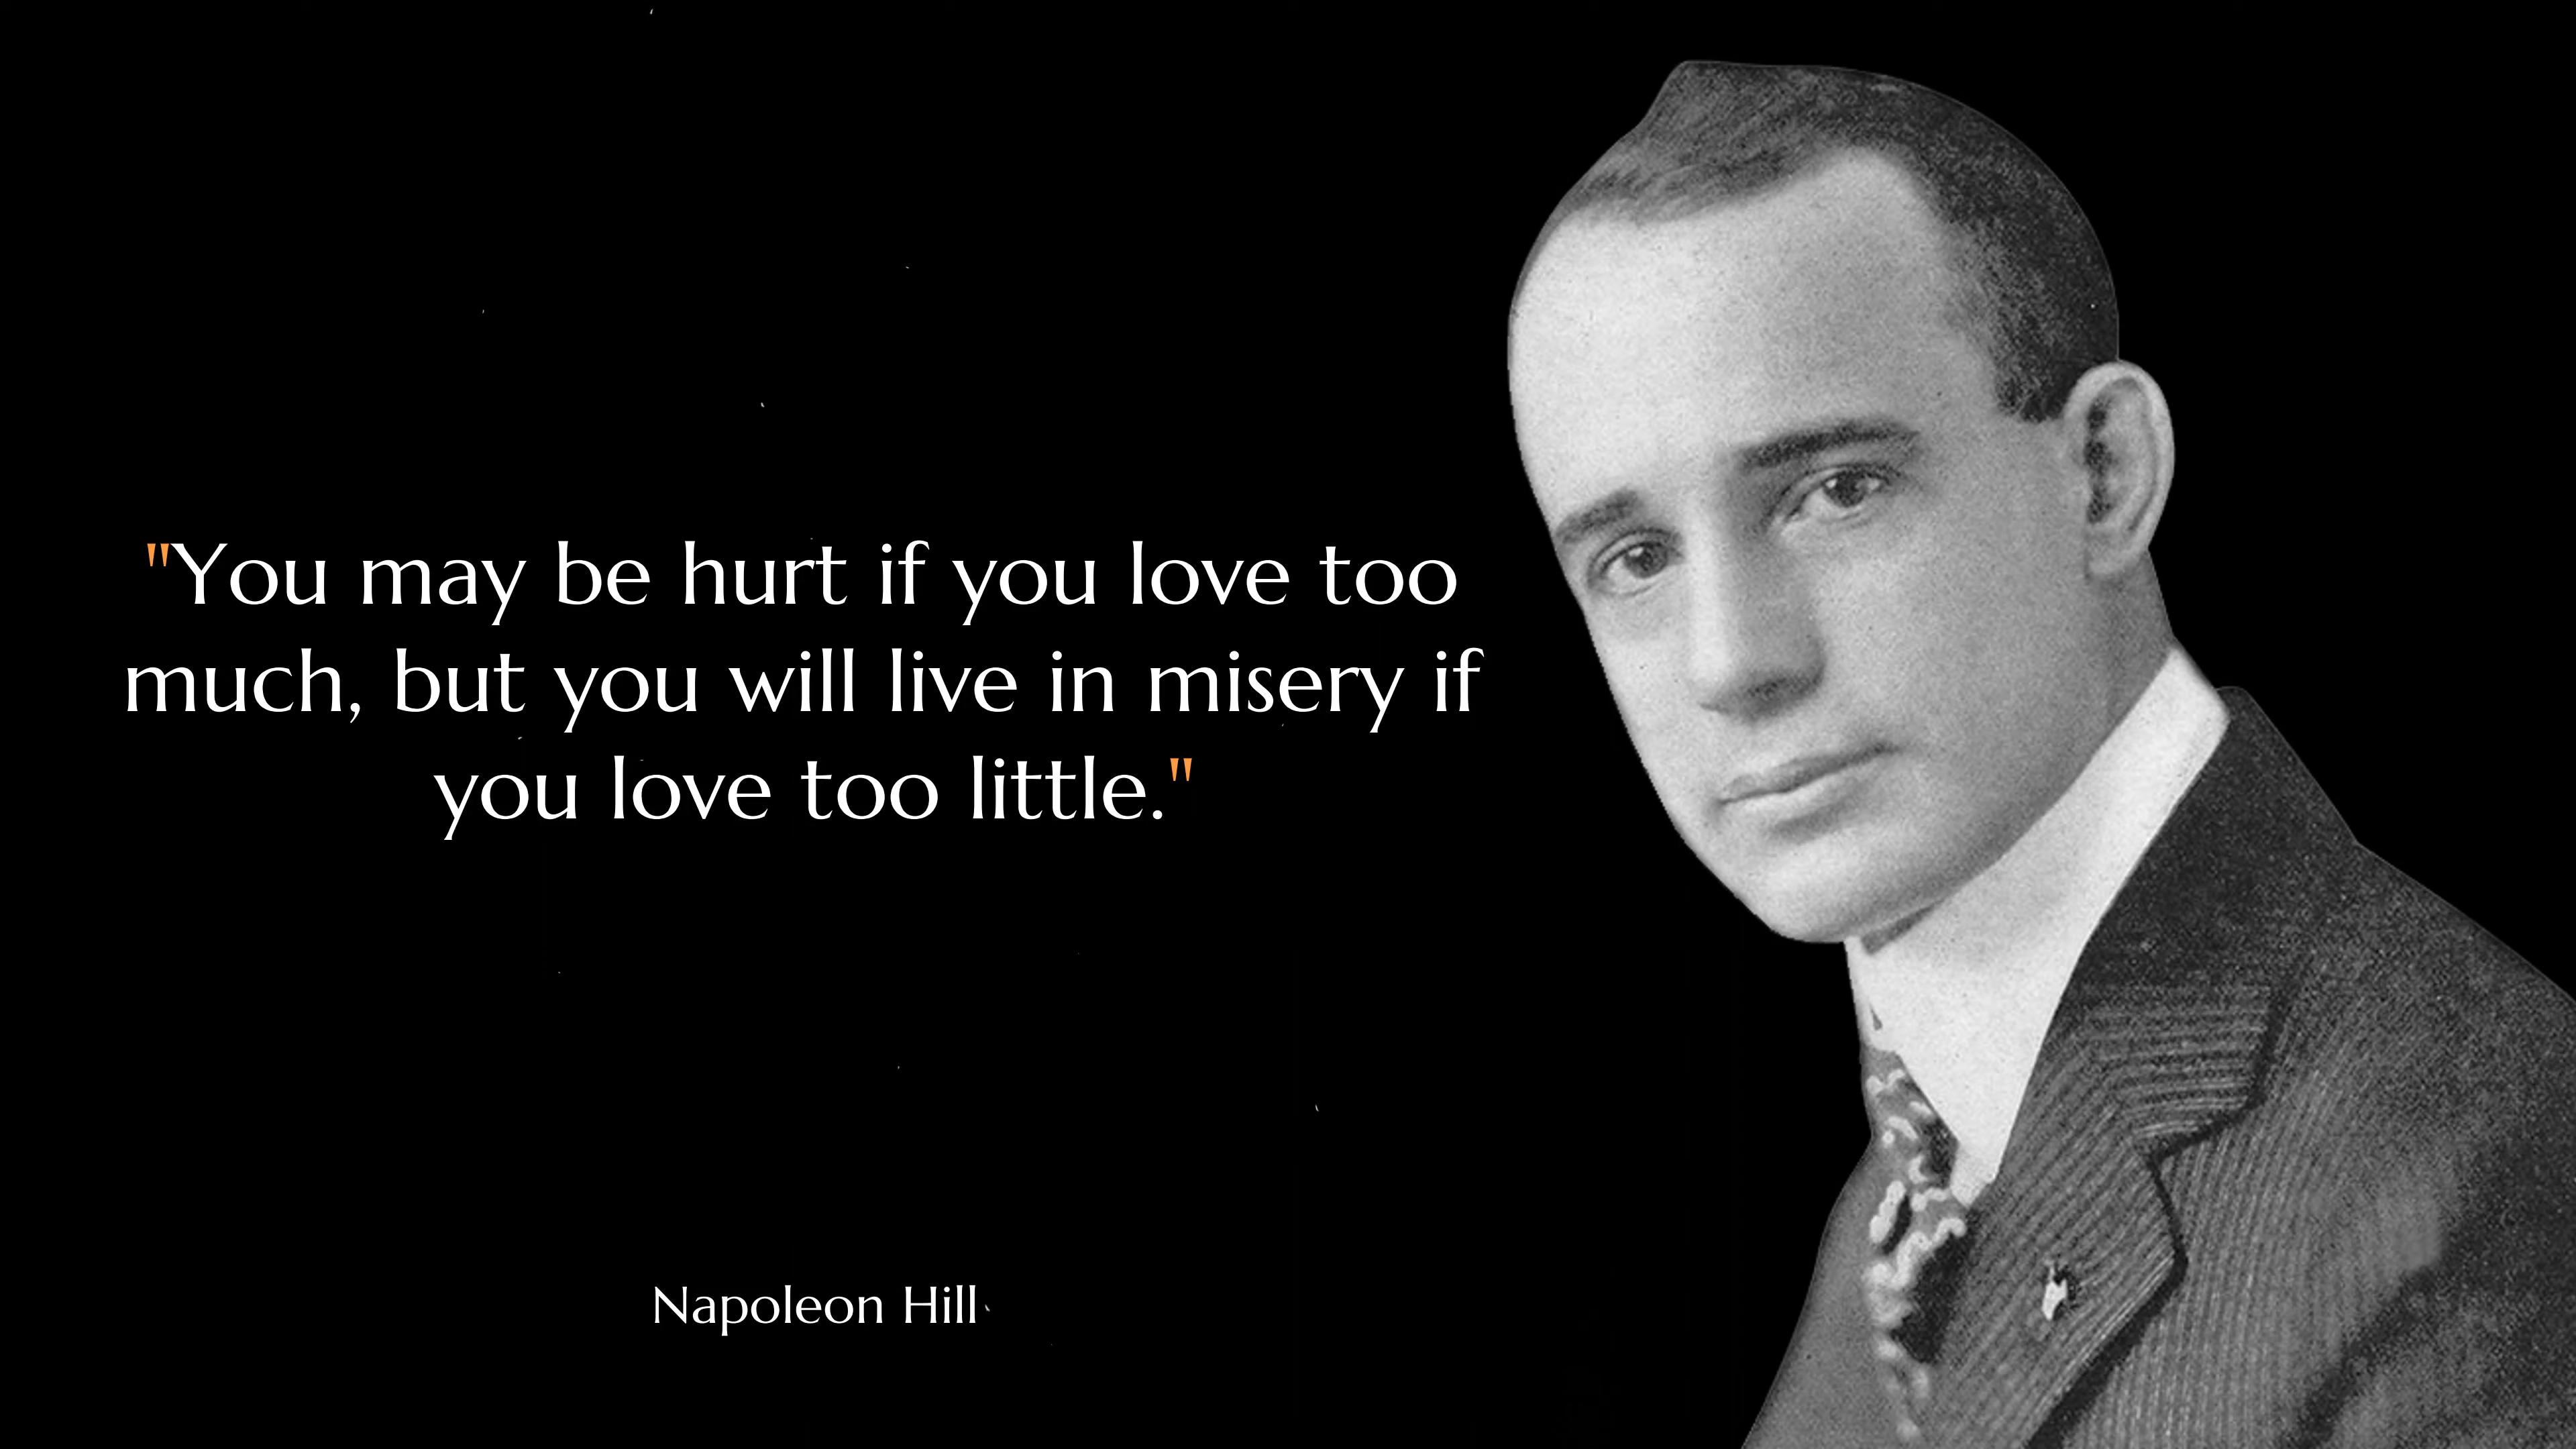 "You may be hurt if you love too
much, but you will live in misery if
you love too little."
Napoleon Hill